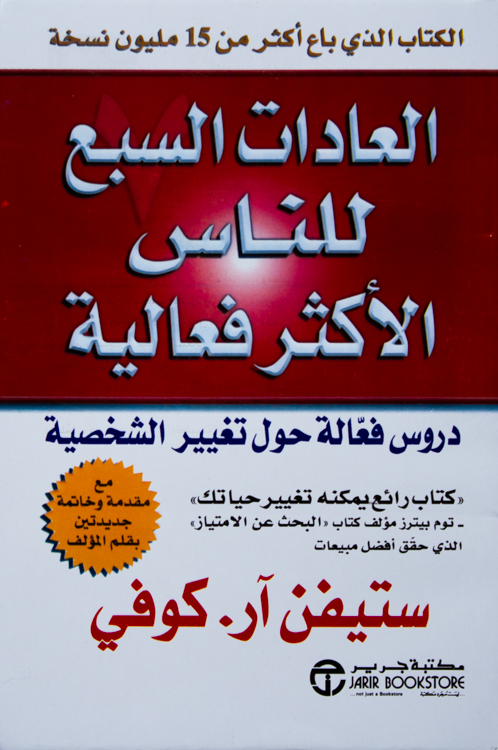 الكتاب الذي باع أكثر من 15 مليون نسخة
العادات السبع
للناس
الأكثر فعالية
دروس فعّالة حول تغيير الشخصية
«كتاب رائع يمكنه تغيير حياتك»
ـ توم بيترز مؤلف كتاب «البحث عن الامتياز»
الذي حقّق أفضل مبيعات
مع
مقدمة وخاتمة
جديدتين
بقلم المؤلف
ستيفن آر. كوفي
مكتبة جرير
JARIR BOOKSTORE
... not just a Bookstore